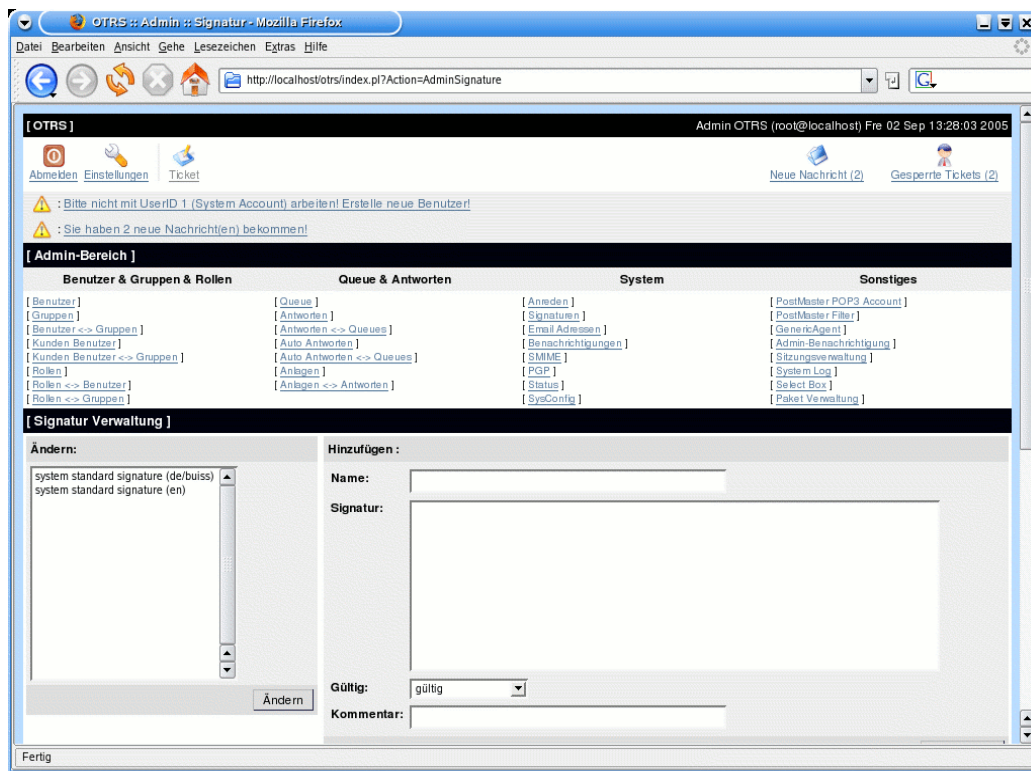 OTRS :: Admin :: Signatur - Mozilla Firefox
Datei Bearbeiten Ansicht Gehe Lesezeichen Extras Hilfe
http://localhost/otrs/index.pl?Action=AdminSignature
G
[ OTRS ] Admin OTRS (root@localhost) Fre 02 Sep 13:28:03 2005
Abmelden Einstellungen Ticket Neue Nachricht (2) Gesperrte Tickets (2)
: Bitte nicht mit UserID 1 (System Account) arbeiten! Erstelle neue Benutzer!
: Sie haben 2 neue Nachricht(en) bekommen!
[ Admin-Bereich ]
Benutzer & Gruppen & Rollen Queue & Antworten System Sonstiges
[ Benutzer ] [ Queue ] [ Anreden ] [ PostMaster POP3 Account ]
[ Gruppen ] [ Antworten ] [ Signaturen ] [ PostMaster Filter ]
[ Benutzer <-> Gruppen ] [ Antworten <-> Queues ] [ Email Adressen ] [ GenericAgent ]
[ Kunden Benutzer ] [ Auto Antworten ] [ Benachrichtigungen ] [ Admin-Benachrichtigung ]
[ Kunden Benutzer <-> Gruppen ] [ Auto Antworten <-> Queues ] [ SMIME ] [ Sitzungsverwaltung ]
[ Rollen ] [ Anlagen ] [ PGP ] [ System Log ]
[ Rollen <-> Benutzer ] [ Anlagen <-> Antworten ] [ Status ] [ Select Box ]
[ Rollen <-> Gruppen ] [ SysConfig ] [ Paket Verwaltung ]
[ Signatur Verwaltung ]
Ändern: Hinzufügen :
system standard signature (de/buiss)
system standard signature (en)
Ändern
Name:
Signatur:
Gültig: gültig
Kommentar:
Fertig